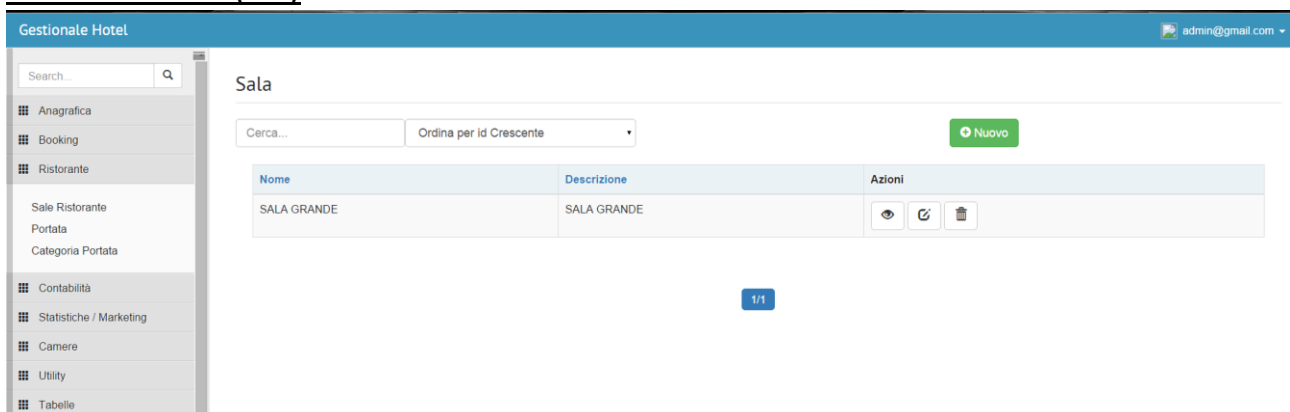 Gestionale Hotel
admin@gmail.com
Search...
Anagrafica
Booking
Ristorante
Sale Ristorante
Portata
Categoria Portata
Contabilità
Statistiche / Marketing
Camere
Utility
Tabelle
Sala
Cerca... Ordina per id Crescente Nuovo
Nome Descrizione Azioni
SALA GRANDE SALA GRANDE
1/1